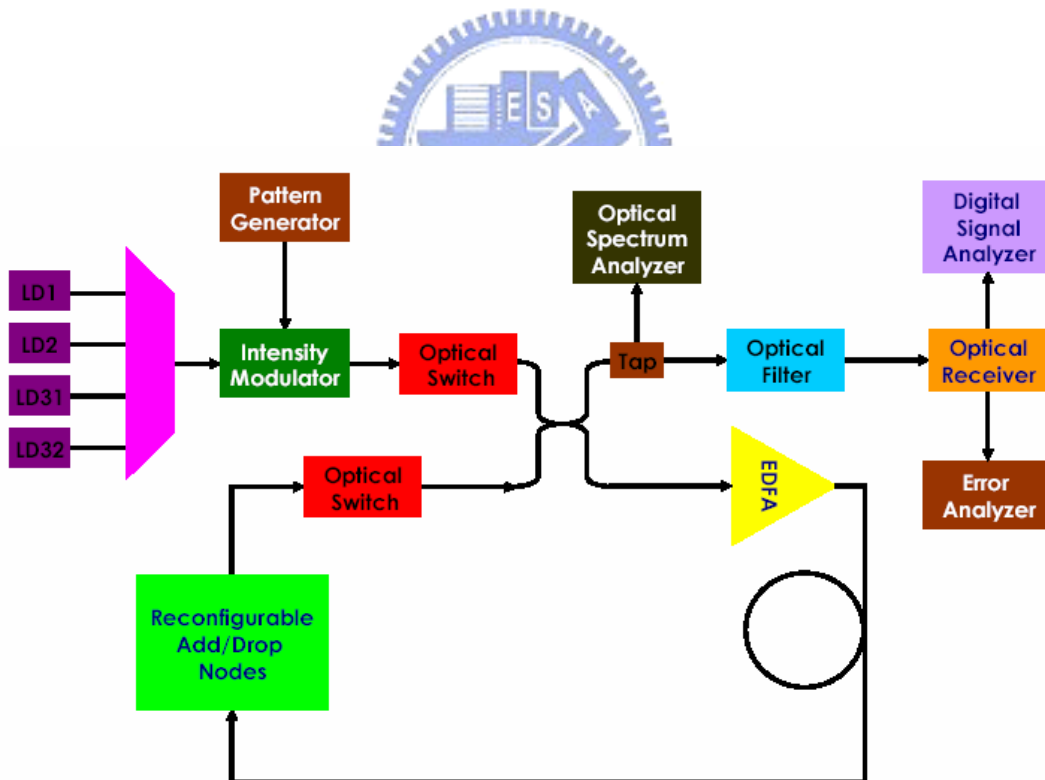 E S A
Pattern
Generator
Optical
Spectrum
Analyzer
Digital
Signal
Analyzer
LD1
LD2
LD31
LD32
Intensity
Modulator
Optical
Switch
Tap
Optical
Filter
Optical
Receiver
Optical
Switch
EDFA
Error
Analyzer
Reconfigurable
Add/Drop
Nodes